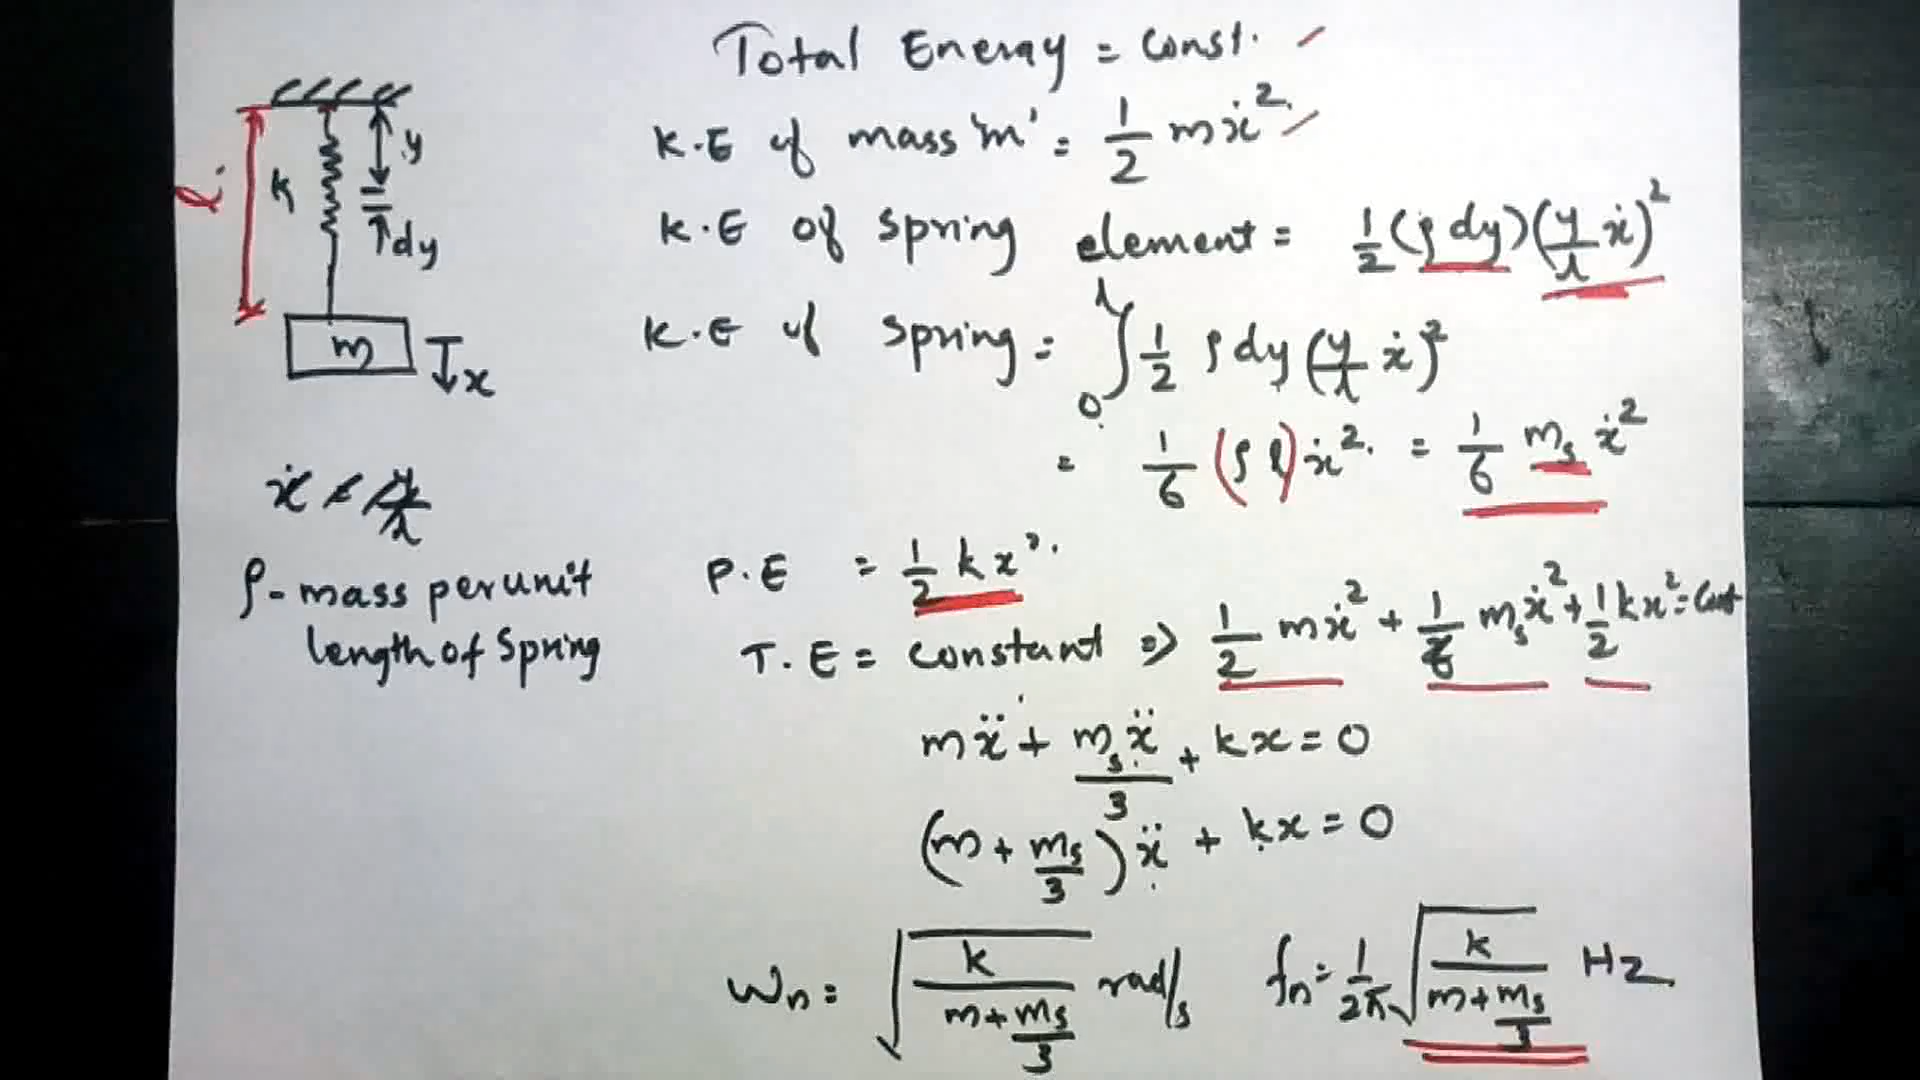 Total Energy = Const.
K.E of mass 'm' = 1/2 mẋ²
K.E of Spring element = 1/2 (ρ dy)(y/l ẋ)²
K.E of Spring = ∫₀ˡ 1/2 ρ dy (y/l ẋ)²
= 1/6 (ρ l) ẋ² = 1/6 mₛ ẋ²
P.E = 1/2 k x²
T.E = Constant ⇒ 1/2 mẋ² + 1/6 mₛẋ² + 1/2 kx² = Const
mẍ + mₛẍ/3 + kx = 0
(m + mₛ/3) ẍ + kx = 0
ωn = √(k/(m + mₛ/3)) rad/s fn = 1/2π √(k/(m + mₛ/3)) Hz
l.
k
y
dy
m
x
ρ - mass per unit
length of Spring